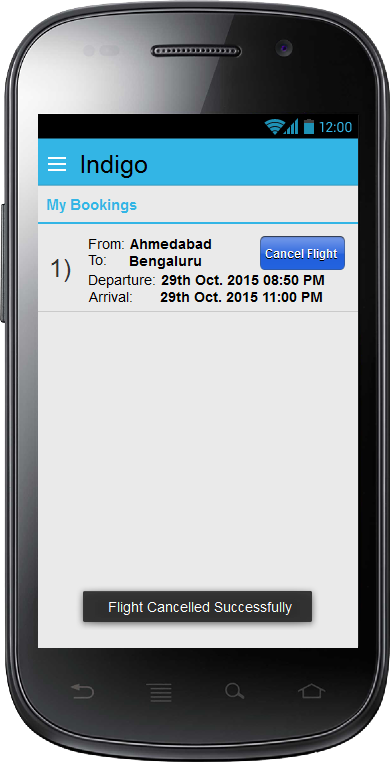 12:00
Indigo
My Bookings
1)
From: Ahmedabad
Cancel Flight
To: Bengaluru
Departure: 29th Oct. 2015 08:50 PM
Arrival: 29th Oct. 2015 11:00 PM
Flight Cancelled Successfully